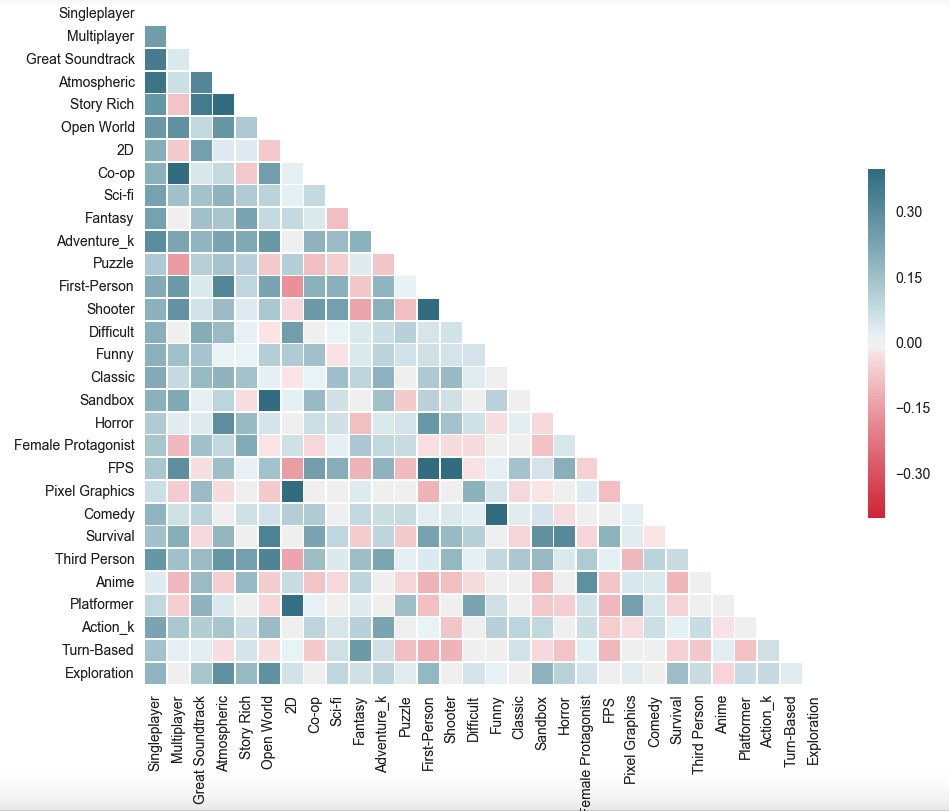 Singleplayer
Multiplayer
Great Soundtrack
Atmospheric
Story Rich
Open World
2D
Co-op
Sci-fi
Fantasy
Adventure_k
Puzzle
First-Person
Shooter
Difficult
Funny
Classic
Sandbox
Horror
Female Protagonist
FPS
Pixel Graphics
Comedy
Survival
Third Person
Anime
Platformer
Action_k
Turn-Based
Exploration
Singleplayer
Multiplayer
Great Soundtrack
Atmospheric
Story Rich
Open World
2D
Co-op
Sci-fi
Fantasy
Adventure_k
Puzzle
First-Person
Shooter
Difficult
Funny
Classic
Sandbox
Horror
Female Protagonist
FPS
Pixel Graphics
Comedy
Survival
Third Person
Anime
Platformer
Action_k
Turn-Based
Exploration
0.30
0.15
0.00
−0.15
−0.30